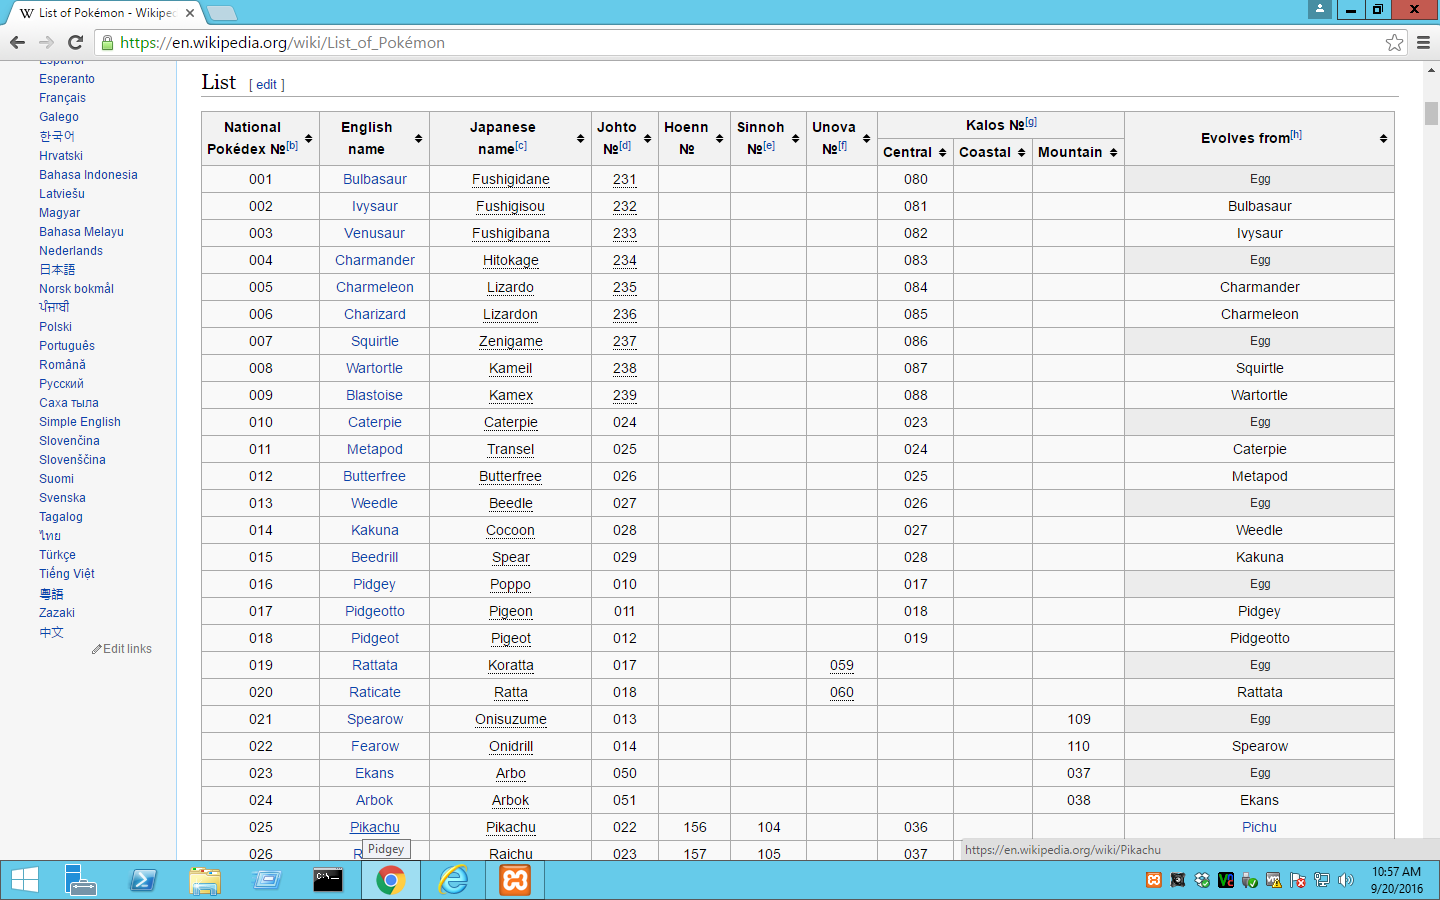 List of Pokémon - Wikiped
https://en.wikipedia.org/wiki/List_of_Pokémon
Español
Esperanto
Français
Galego
한국어
Hrvatski
Bahasa Indonesia
Latviešu
Magyar
Bahasa Melayu
Nederlands
日本語
Norsk bokmål
ਪੰਜਾਬੀ
Polski
Português
Română
Русский
Саха тыла
Simple English
Slovenčina
Slovenščina
Suomi
Svenska
Tagalog
ไทย
Türkçe
Tiếng Việt
粵語
Zazaki
中文
Edit links
List [ edit ]
National Pokédex №[b] English name Japanese name[c] Johto №[d] Hoenn № Sinnoh №[e] Unova №[f] Kalos №[g] Evolves from[h]
Central Coastal Mountain
001 Bulbasaur Fushigidane 231 080 Egg
002 Ivysaur Fushigisou 232 081 Bulbasaur
003 Venusaur Fushigibana 233 082 Ivysaur
004 Charmander Hitokage 234 083 Egg
005 Charmeleon Lizardo 235 084 Charmander
006 Charizard Lizardon 236 085 Charmeleon
007 Squirtle Zenigame 237 086 Egg
008 Wartortle Kameil 238 087 Squirtle
009 Blastoise Kamex 239 088 Wartortle
010 Caterpie Caterpie 024 023 Egg
011 Metapod Transel 025 024 Caterpie
012 Butterfree Butterfree 026 025 Metapod
013 Weedle Beedle 027 026 Egg
014 Kakuna Cocoon 028 027 Weedle
015 Beedrill Spear 029 028 Kakuna
016 Pidgey Poppo 010 017 Egg
017 Pidgeotto Pigeon 011 018 Pidgey
018 Pidgeot Pigeot 012 019 Pidgeotto
019 Rattata Koratta 017 059 Egg
020 Raticate Ratta 018 060 Rattata
021 Spearow Onisuzume 013 109 Egg
022 Fearow Onidrill 014 110 Spearow
023 Ekans Arbo 050 037 Egg
024 Arbok Arbok 051 038 Ekans
025 Pikachu Pikachu 022 156 104 036 Pichu
026 R Raichu 023 157 105 037
Pidgey
https://en.wikipedia.org/wiki/Pikachu
10:57 AM
9/20/2016